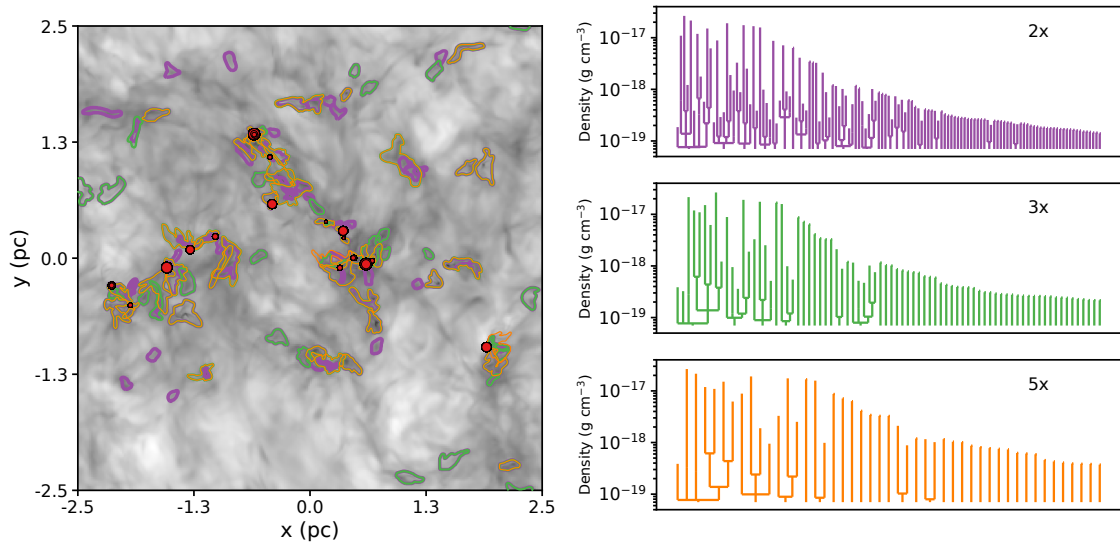 2.5
1.3
0.0
-1.3
-2.5
y (pc)
-2.5 -1.3 0.0 1.3 2.5
x (pc)
2x
10⁻¹⁷
10⁻¹⁸
10⁻¹⁹
Density (g cm⁻³)
3x
10⁻¹⁷
10⁻¹⁸
10⁻¹⁹
Density (g cm⁻³)
5x
10⁻¹⁷
10⁻¹⁸
10⁻¹⁹
Density (g cm⁻³)